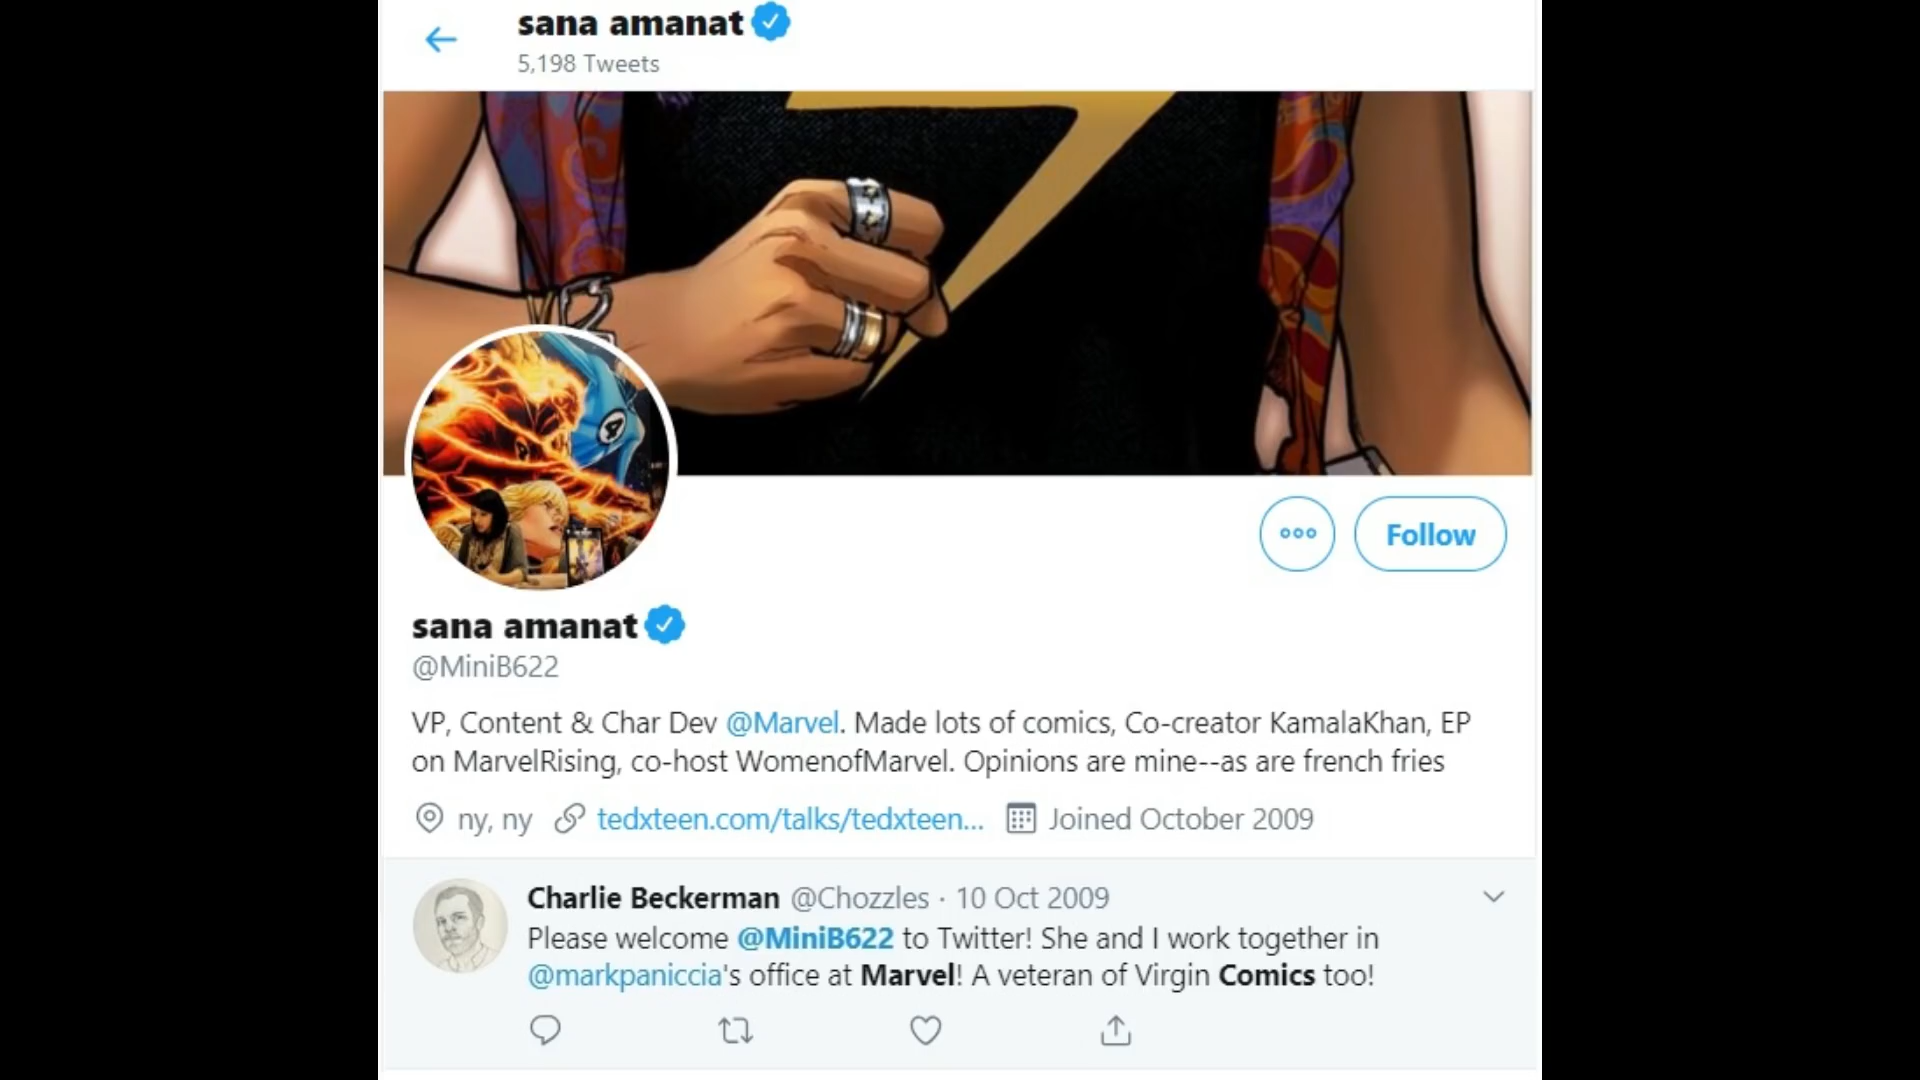 sana amanat
5,198 Tweets
4
Follow
sana amanat
@MiniB622
VP, Content & Char Dev @Marvel. Made lots of comics, Co-creator KamalaKhan, EP
on MarvelRising, co-host WomenofMarvel. Opinions are mine--as are french fries
ny, ny tedxteen.com/talks/tedxteen... Joined October 2009
Charlie Beckerman @Chozzles · 10 Oct 2009
Please welcome @MiniB622 to Twitter! She and I work together in
@markpaniccia's office at Marvel! A veteran of Virgin Comics too!